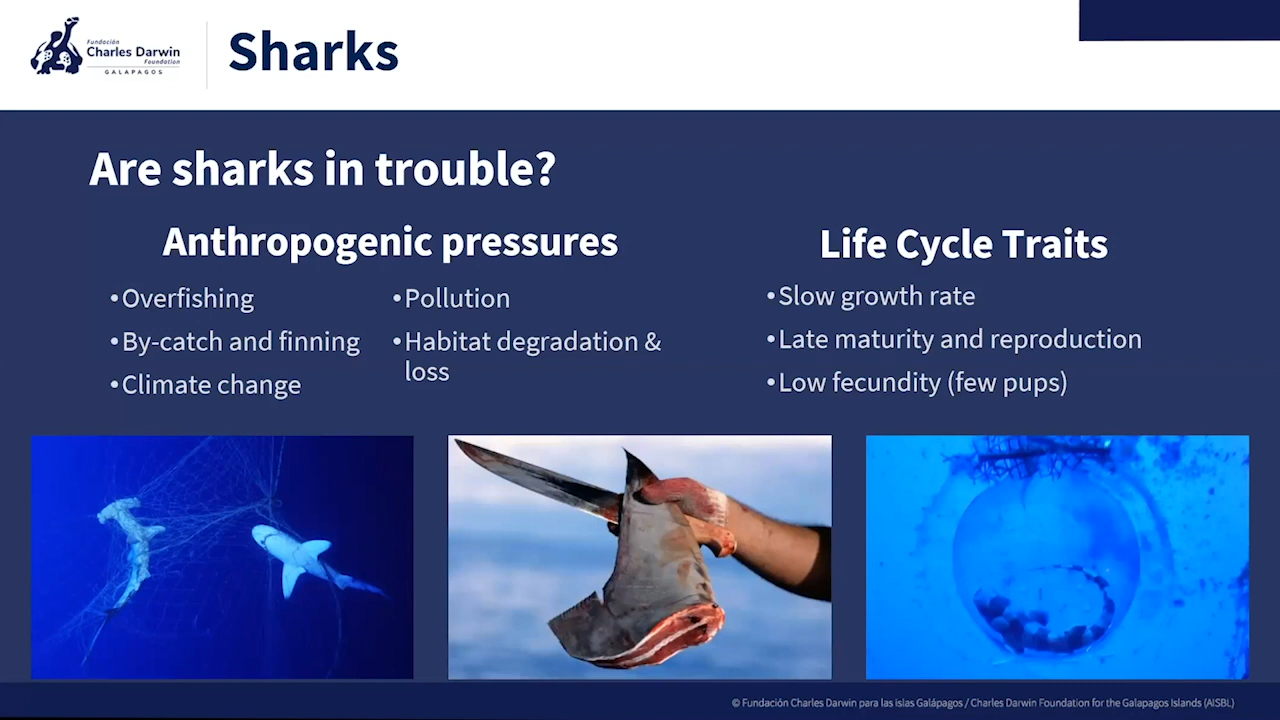 Fundación
Charles Darwin
Foundation
GALAPAGOS
Sharks
Are sharks in trouble?
Anthropogenic pressures
•Overfishing
•By-catch and finning
•Climate change
•Pollution
•Habitat degradation &
loss
Life Cycle Traits
•Slow growth rate
•Late maturity and reproduction
•Low fecundity (few pups)
© Fundación Charles Darwin para las islas Galápagos / Charles Darwin Foundation for the Galapagos Islands (AISBL)